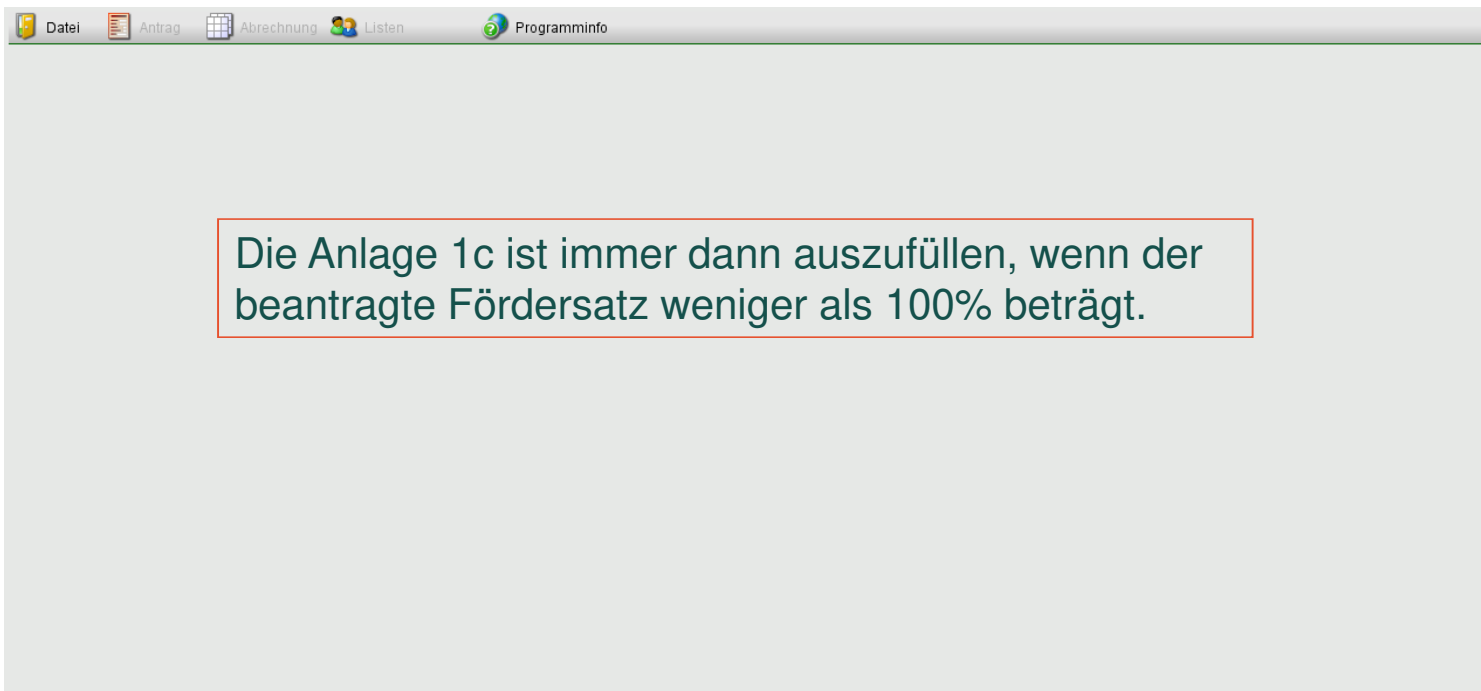 Datei Antrag Abrechnung Listen Programminfo
Die Anlage 1c ist immer dann auszufüllen, wenn der
beantragte Fördersatz weniger als 100% beträgt.